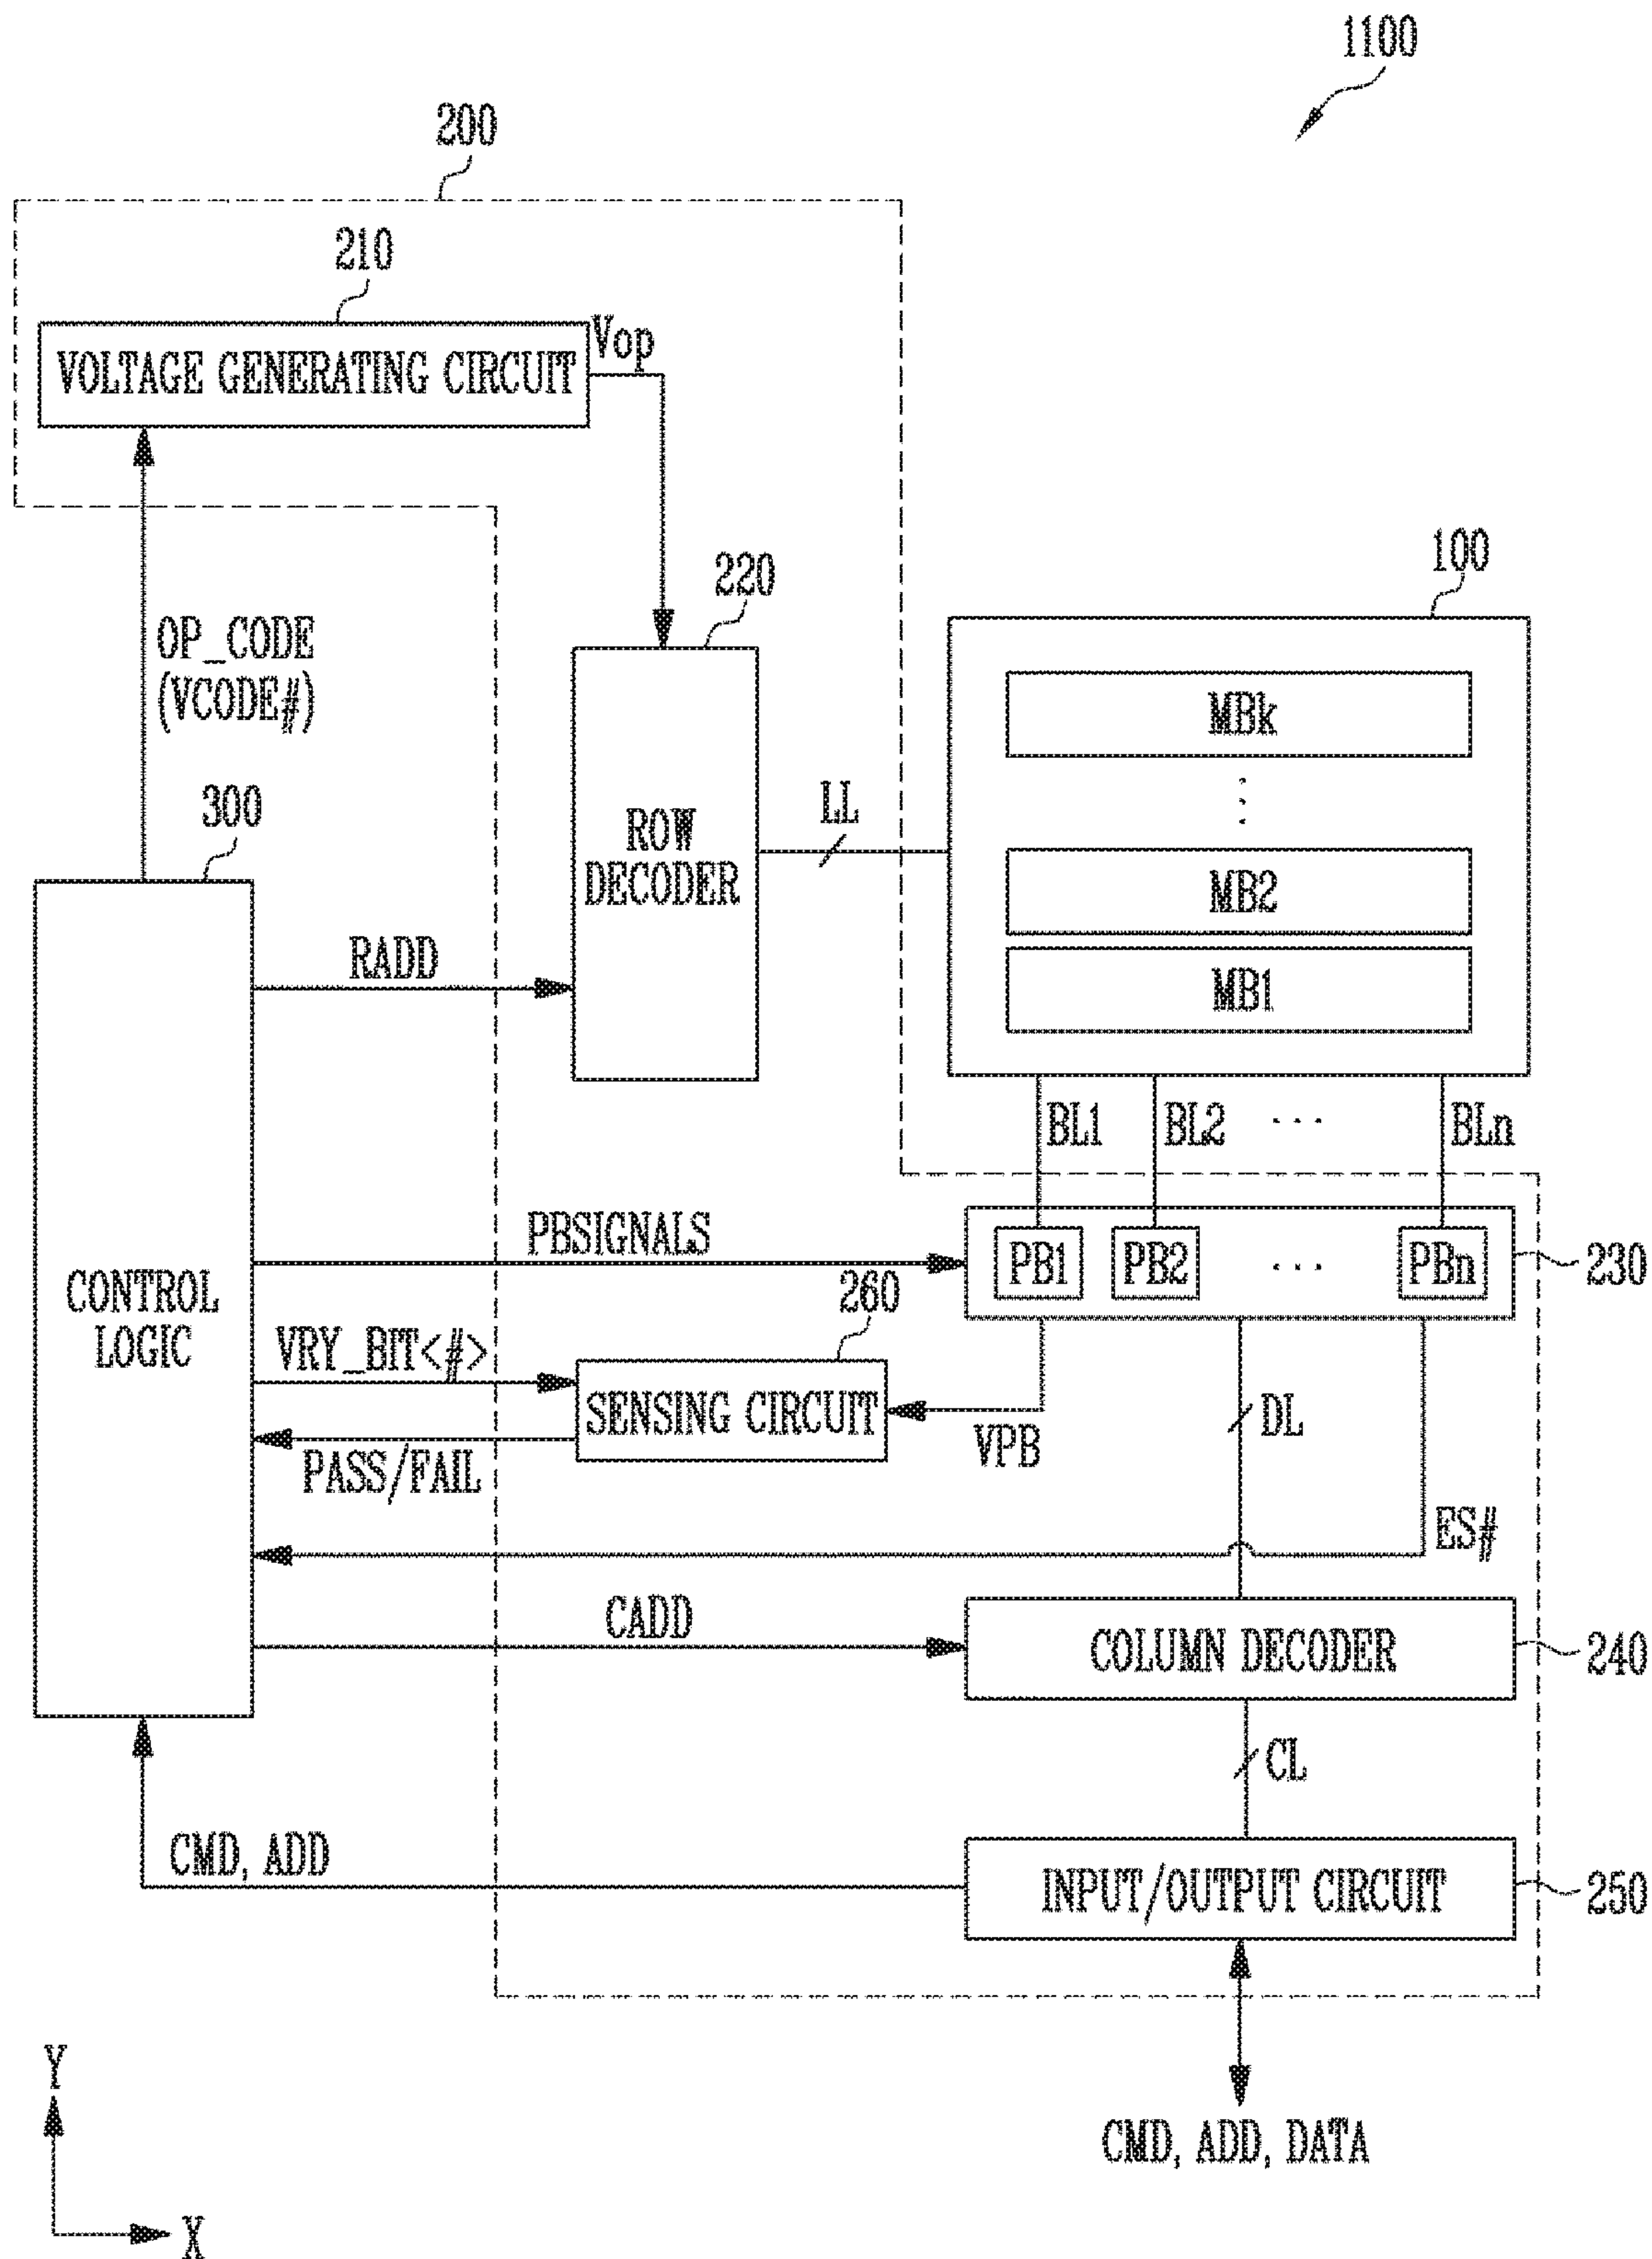 1100
200
210
VOLTAGE GENERATING CIRCUIT
Vop
100
220
OP_CODE
(VCODE#)
MBk
300
LL
ROW
DECODER
MB2
RADD
MB1
BL1 BL2 ... BLn
PBSIGNALS
PB1 PB2 ... PBn
230
CONTROL
LOGIC
260
VRY_BIT<#>
SENSING CIRCUIT
VPB
DL
PASS/FAIL
ES#
CADD
COLUMN DECODER
240
CL
CMD, ADD
INPUT/OUTPUT CIRCUIT
250
Y
X
CMD, ADD, DATA